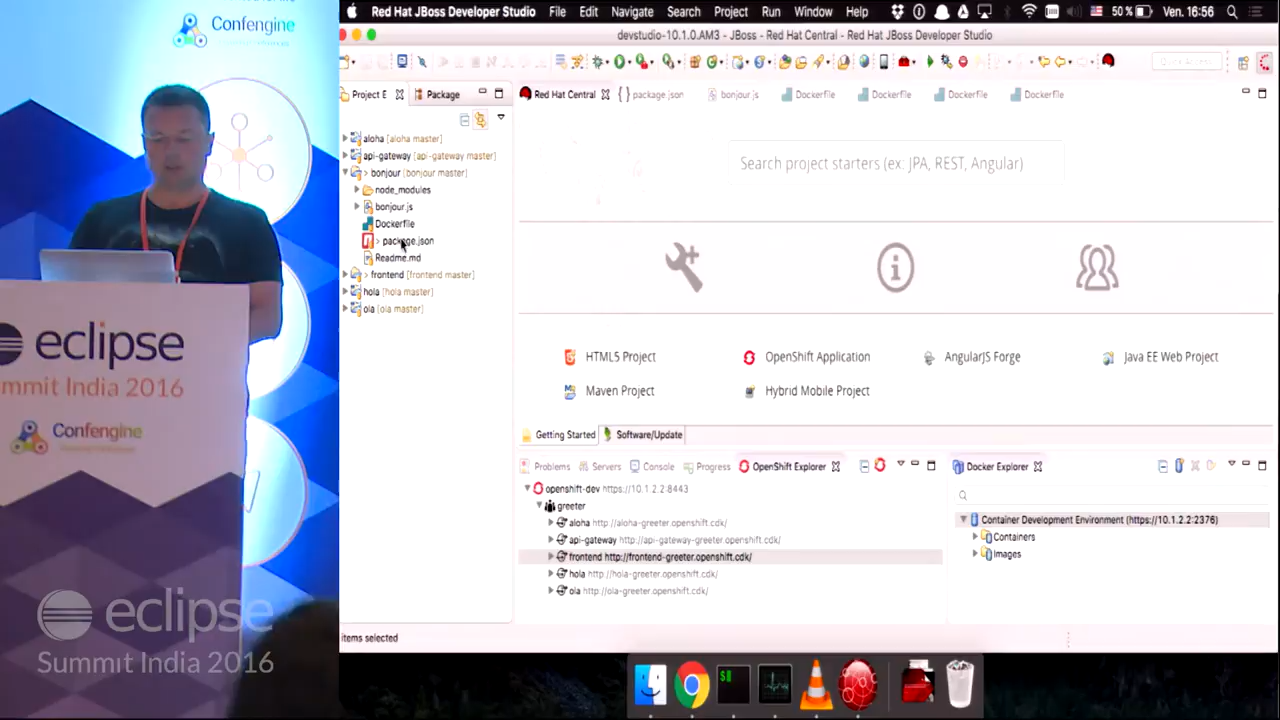 Confengine
eclipse
mmit India 2016
Confengine
eclipse
Summit India 2016
Red Hat JBoss Developer Studio File Edit Navigate Search Project Run Window Help
50 % Ven. 16:56
devstudio-10.1.0.AM3 - JBoss - Red Hat Central - Red Hat JBoss Developer Studio
Project E Package
aloha [aloha master]
api-gateway [api-gateway master]
> bonjour [bonjour master]
node_modules
bonjour.js
Dockerfile
> package.json
Readme.md
> frontend [frontend master]
hola [hola master]
ola [ola master]
Red Hat Central package.json bonjour.js Dockerfile Dockerfile Dockerfile Dockerfile
Search project starters (ex: JPA, REST, Angular)
HTML5 Project OpenShift Application AngularJS Forge Java EE Web Project
Maven Project Hybrid Mobile Project
Getting Started Software/Update
Problems Servers Console Progress OpenShift Explorer
openshift-dev https://10.1.2.2:8443
greeter
aloha http://aloha-greeter.openshift.cdk/
api-gateway http://api-gateway-greeter.openshift.cdk/
frontend http://frontend-greeter.openshift.cdk/
hola http://hola-greeter.openshift.cdk/
ola http://ola-greeter.openshift.cdk/
Docker Explorer
Container Development Environment (https://10.1.2.2:2376)
Containers
Images
items selected